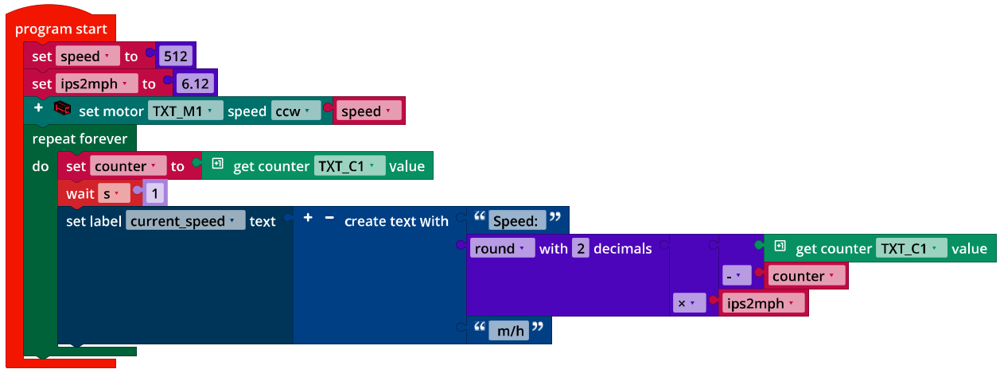 program start
set speed to 512
set ips2mph to 6.12
+ set motor TXT_M1 speed ccw speed
repeat forever
do set counter to +1 get counter TXT_C1 value
wait s 1
set label current_speed text + - create text with “ Speed: ”
round with 2 decimals +1 get counter TXT_C1 value
- counter
× ips2mph
“ m/h ”